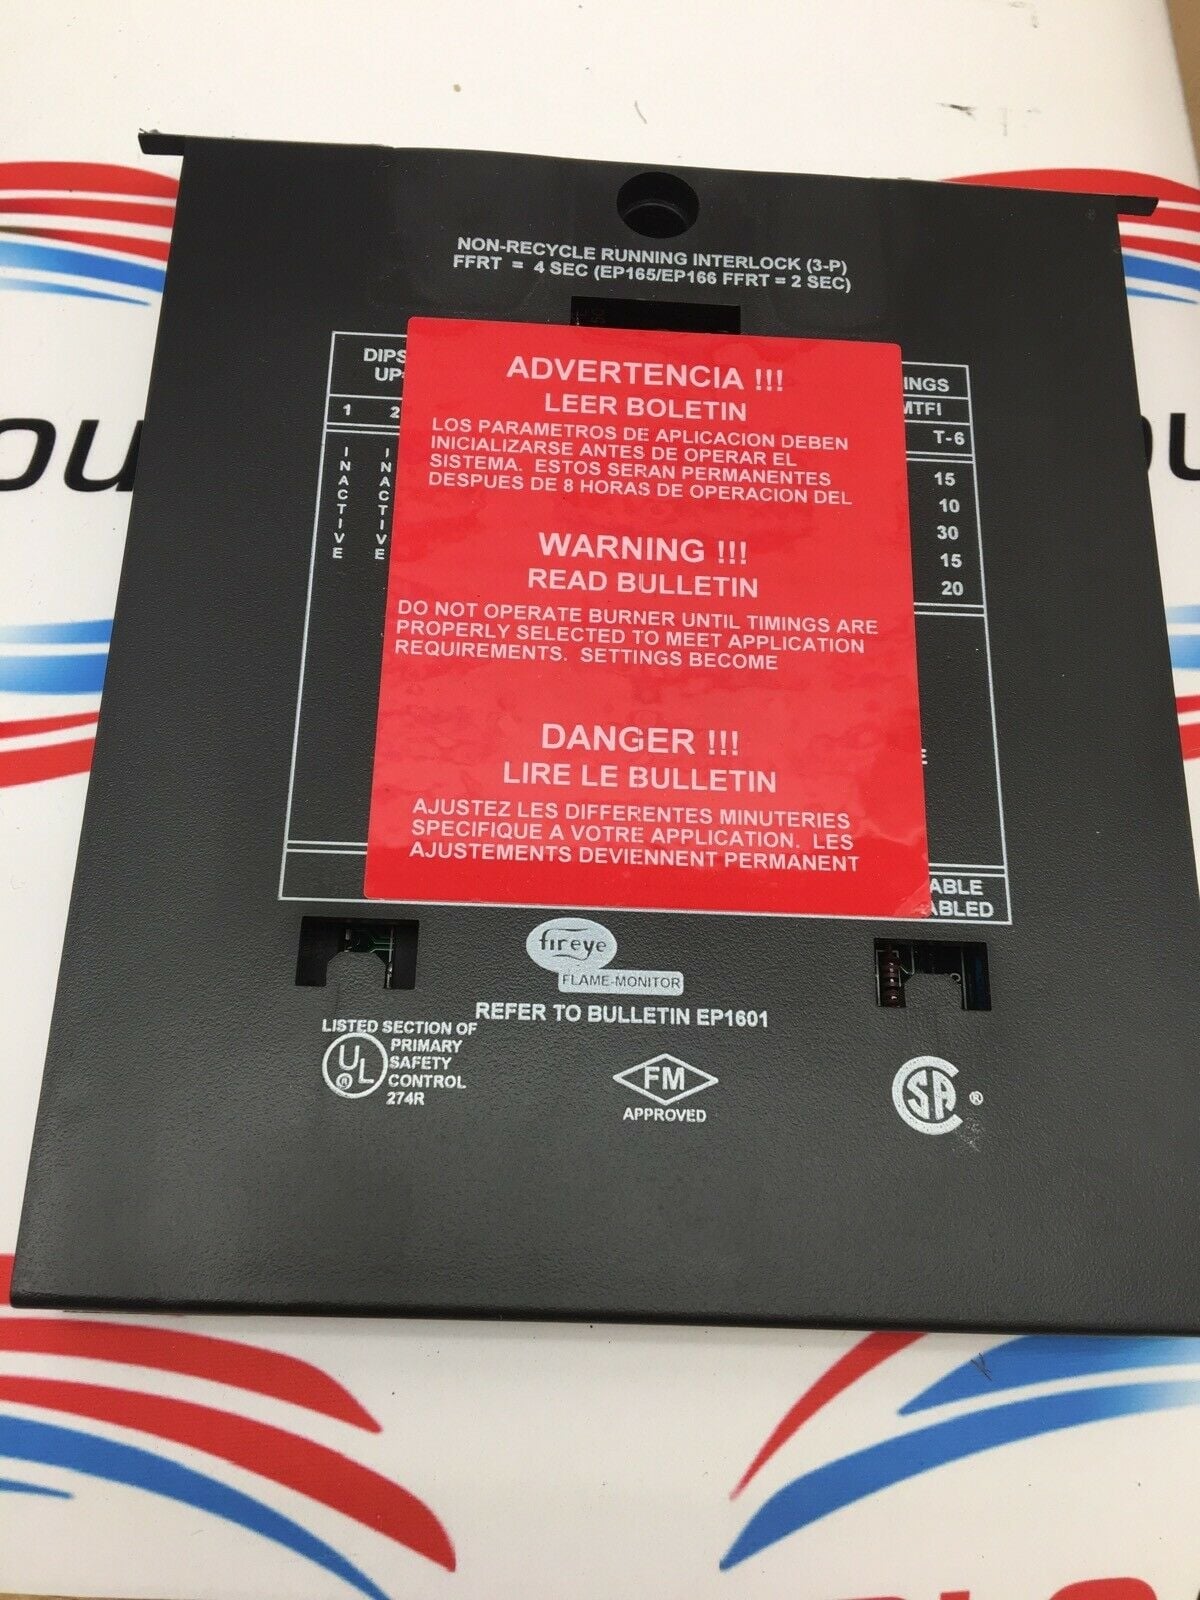 NON-RECYCLE RUNNING INTERLOCK (3-P)
FFRT = 4 SEC (EP165/EP166 FFRT = 2 SEC)
MTFI
1 2
T-6
INACTIVE
INACTIVE
15
10
30
15
20
ADVERTENCIA !!!
LEER BOLETIN
LOS PARAMETROS DE APLICACION DEBEN
INICIALIZARSE ANTES DE OPERAR EL
SISTEMA. ESTOS SERAN PERMANENTES
DESPUES DE 8 HORAS DE OPERACION DEL
WARNING !!!
READ BULLETIN
DO NOT OPERATE BURNER UNTIL TIMINGS ARE
PROPERLY SELECTED TO MEET APPLICATION
REQUIREMENTS. SETTINGS BECOME
DANGER !!!
LIRE LE BULLETIN
AJUSTEZ LES DIFFERENTES MINUTERIES
SPECIFIQUE A VOTRE APPLICATION. LES
AJUSTEMENTS DEVIENNENT PERMANENT
fireye
FLAME-MONITOR
REFER TO BULLETIN EP1601
LISTED SECTION OF
PRIMARY
SAFETY
CONTROL
274R
UL ®
FM
APPROVED
CSA ®